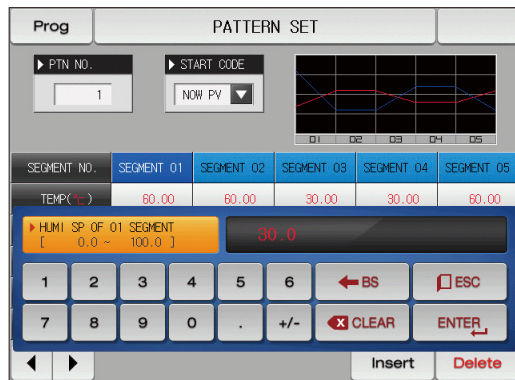 Prog
PATTERN SET
▶ PTN NO.
1
▶ START CODE
NOW PV ▼
01 02 03 04 05
SEGMENT NO. SEGMENT 01 SEGMENT 02 SEGMENT 03 SEGMENT 04 SEGMENT 05
TEMP(℃) 60.00 60.00 30.00 30.00 60.00
▶ HUMI SP OF 01 SEGMENT
[ 0.0 ~ 100.0 ]
30.0
1 2 3 4 5 6 BS ESC
7 8 9 0 . +/- CLEAR ENTER
Insert Delete